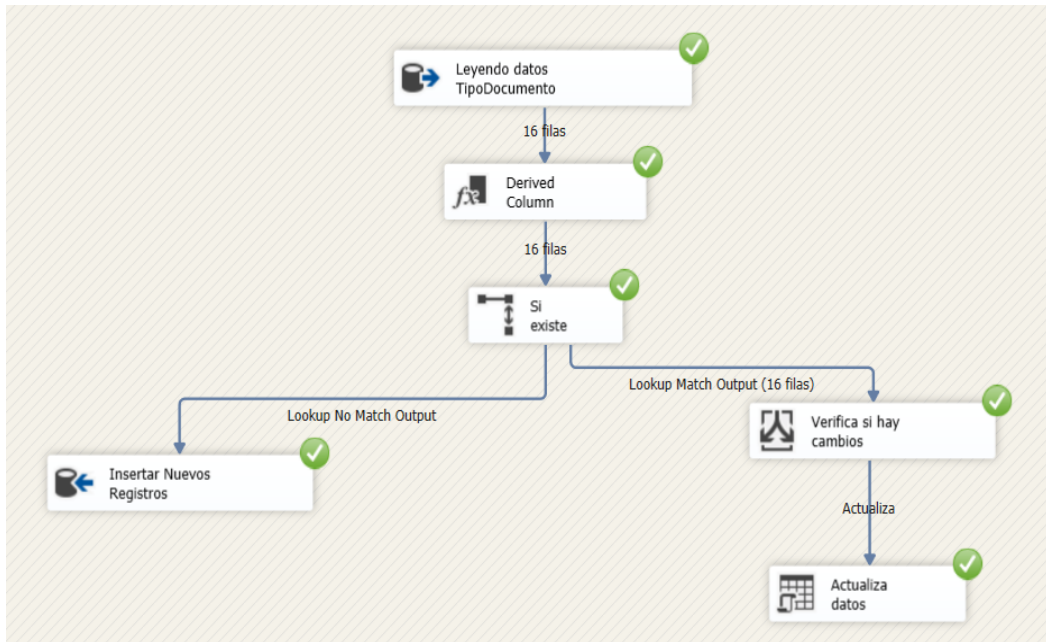 Leyendo datos
TipoDocumento
16 filas
Derived
Column
16 filas
Si
existe
Lookup Match Output (16 filas)
Lookup No Match Output
Verifica si hay
cambios
Insertar Nuevos
Registros
Actualiza
Actualiza
datos